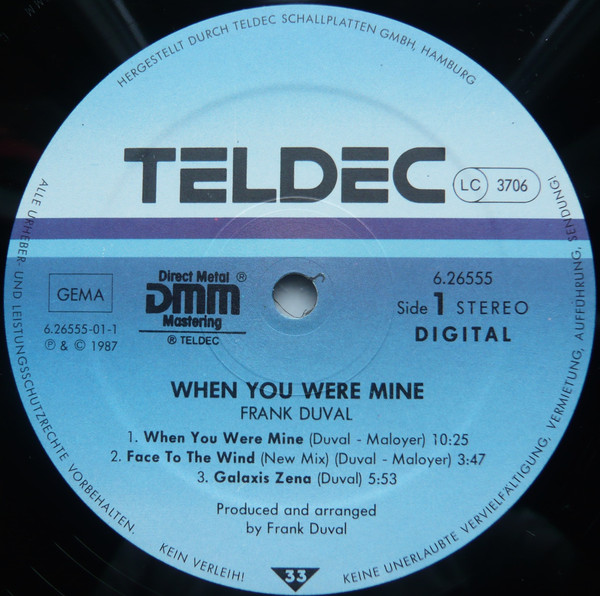 HERGESTELLT DURCH TELDEC SCHALLPLATTEN GMBH, HAMBURG
TELDEC
LC 3706
GEMA
6.26555-01-1
℗ & © 1987
Direct Metal ®
DMM
Mastering
® TELDEC
6.26555
Side 1 STEREO
DIGITAL
WHEN YOU WERE MINE
FRANK DUVAL
1. When You Were Mine (Duval - Maloyer) 10:25
2. Face To The Wind (New Mix) (Duval - Maloyer) 3:47
3. Galaxis Zena (Duval) 5:53
Produced and arranged
by Frank Duval
33
ALLE URHEBER- UND LEISTUNGSSCHUTZRECHTE VORBEHALTEN.
KEIN VERLEIH!
KEINE UNERLAUBTE VERVIELFÄLTIGUNG, VERMIETUNG, AUFFÜHRUNG, SENDUNG!